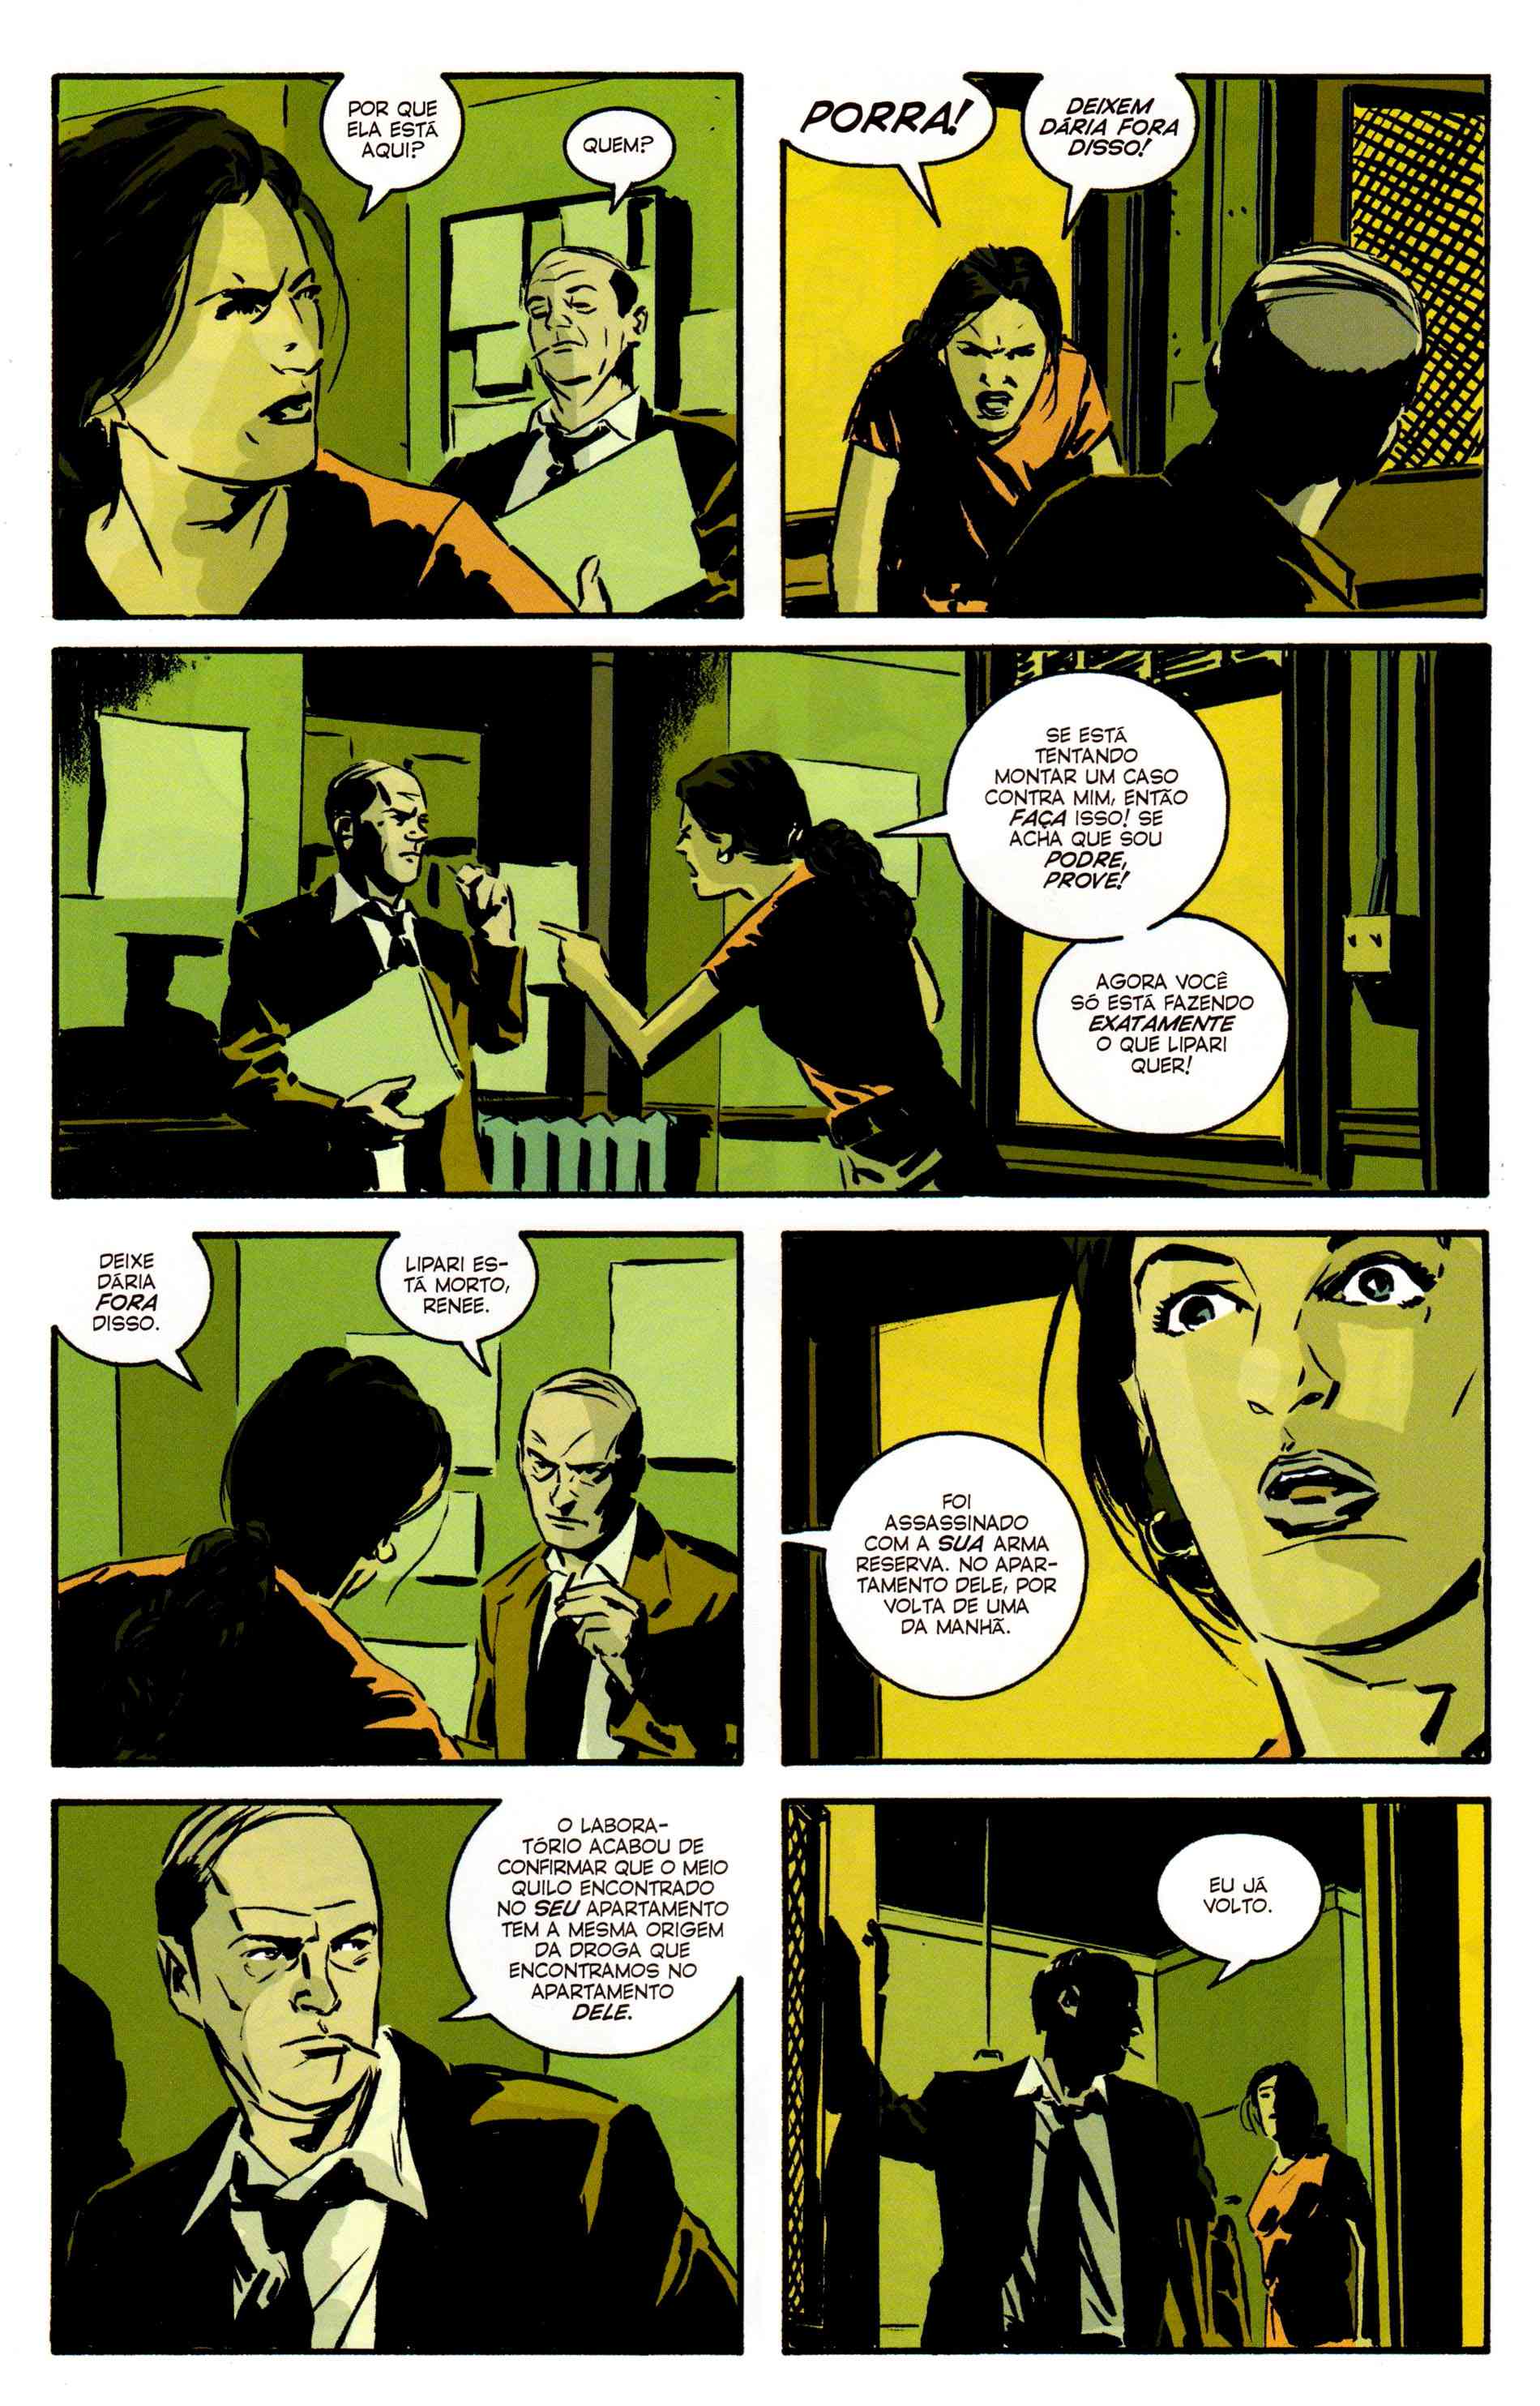 POR QUE
ELA ESTÁ
AQUI?
QUEM?
PORRA!
DEIXEM
DÁRIA FORA
DISSO!
SE ESTÁ
TENTANDO
MONTAR UM CASO
CONTRA MIM, ENTÃO
FAÇA ISSO! SE
ACHA QUE SOU
PODRE,
PROVE!
AGORA VOCÊ
SÓ ESTÁ FAZENDO
EXATAMENTE
O QUE LIPARI
QUER!
DEIXE
DÁRIA
FORA
DISSO.
LIPARI ES-
TÁ MORTO,
RENEE.
FOI
ASSASSINADO
COM A SUA ARMA
RESERVA. NO APAR-
TAMENTO DELE, POR
VOLTA DE UMA
DA MANHÃ.
O LABORA-
TÓRIO ACABOU DE
CONFIRMAR QUE O MEIO
QUILO ENCONTRADO
NO SEU APARTAMENTO
TEM A MESMA ORIGEM
DA DROGA QUE
ENCONTRAMOS NO
APARTAMENTO
DELE.
EU JÁ
VOLTO.